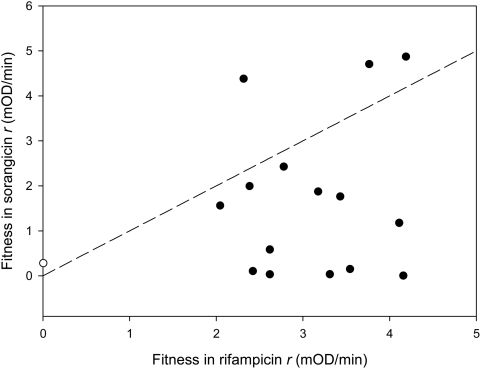 6
5
4
3
2
1
0
Fitness in sorangicin r (mOD/min)
0 1 2 3 4 5
Fitness in rifampicin r (mOD/min)